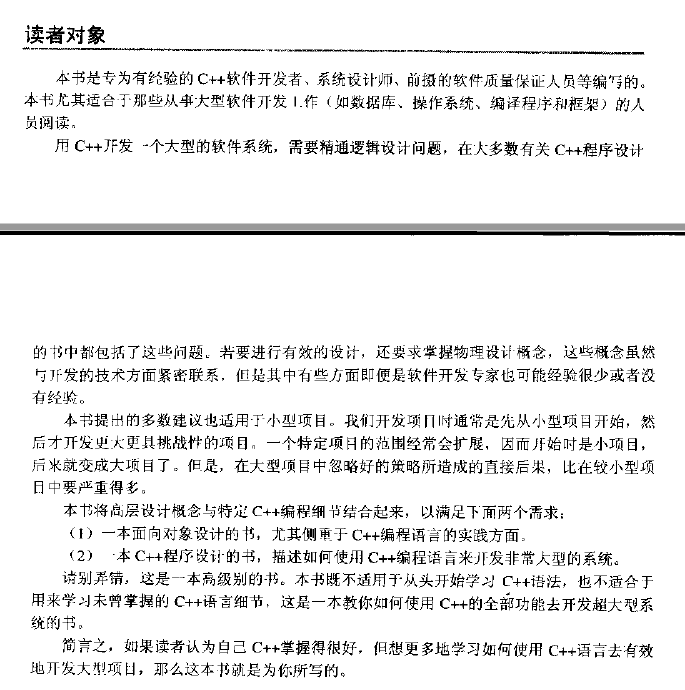 读者对象
本书是专为有经验的 C++软件开发者、系统设计师、前摄的软件质量保证人员等编写的。
本书尤其适合于那些从事大型软件开发工作（如数据库、操作系统、编译程序和框架）的人
员阅读。
用 C++开发一个大型的软件系统，需要精通逻辑设计问题，在大多数有关 C++程序设计
的书中都包括了这些问题。若要进行有效的设计，还要求掌握物理设计概念，这些概念虽然
与开发的技术方面紧密联系，但是其中有些方面即便是软件开发专家也可能经验很少或者没
有经验。
本书提出的多数建议也适用于小型项目。我们开发项目时通常是先从小型项目开始，然
后才开发更大更具挑战性的项目。一个特定项目的范围经常会扩展，因而开始时是小项目，
后来就变成大项目了。但是，在大型项目中忽略好的策略所造成的直接后果，比在较小型项
目中要严重得多。
本书将高层设计概念与特定 C++编程细节结合起来，以满足下面两个需求：
（1）一本面向对象设计的书，尤其侧重于 C++编程语言的实践方面。
（2）一本 C++程序设计的书，描述如何使用 C++编程语言来开发非常大型的系统。
请别弄错，这是一本高级别的书。本书既不适用于从头开始学习 C++语法，也不适合于
用来学习未曾掌握的 C++语言细节，这是一本教你如何使用 C++的全部功能去开发超大型系
统的书。
简言之，如果读者认为自己 C++掌握得很好，但想更多地学习如何使用 C++语言去有效
地开发大型项目，那么这本书就是为你所写的。